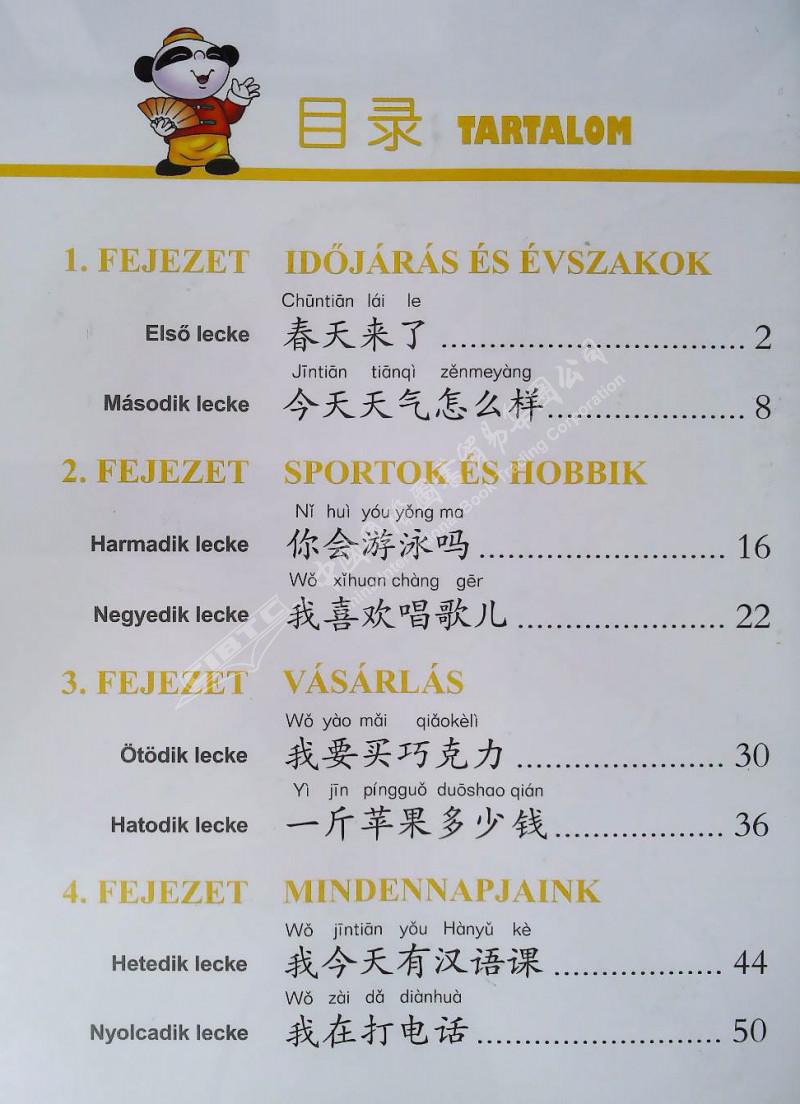 目录 TARTALOM
1. FEJEZET IDŐJÁRÁS ÉS ÉVSZAKOK
Chūntiān lái le
Első lecke 春天来了 2
Jīntiān tiānqì zěnmeyàng
Második lecke 今天天气怎么样 8
2. FEJEZET SPORTOK ÉS HOBBIK
Nǐ huì yóu yǒng ma
Harmadik lecke 你会游泳吗 16
Wǒ xǐhuan chàng gēr
Negyedik lecke 我喜欢唱歌儿 22
3. FEJEZET VÁSÁRLÁS
Wǒ yào mǎi qiǎokèlì
Ötödik lecke 我要买巧克力 30
Yì jīn píngguǒ duōshao qián
Hatodik lecke 一斤苹果多少钱 36
4. FEJEZET MINDENNAPJAINK
Wǒ jīntiān yǒu Hànyǔ kè
Hetedik lecke 我今天有汉语课 44
Wǒ zài dǎ diànhuà
Nyolcadik lecke 我在打电话 50